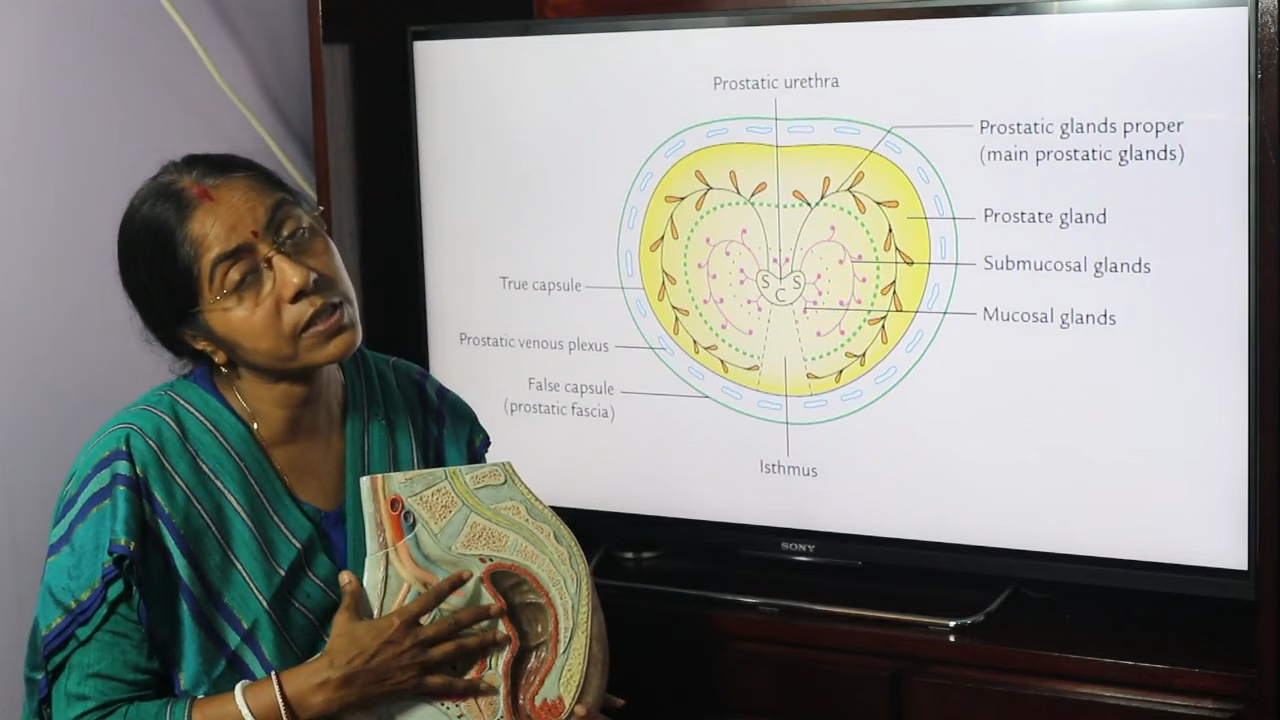 Prostatic urethra
Prostatic glands proper
(main prostatic glands)
Prostate gland
Submucosal glands
Mucosal glands
True capsule
Prostatic venous plexus
False capsule
(prostatic fascia)
S S
C
Isthmus
SONY